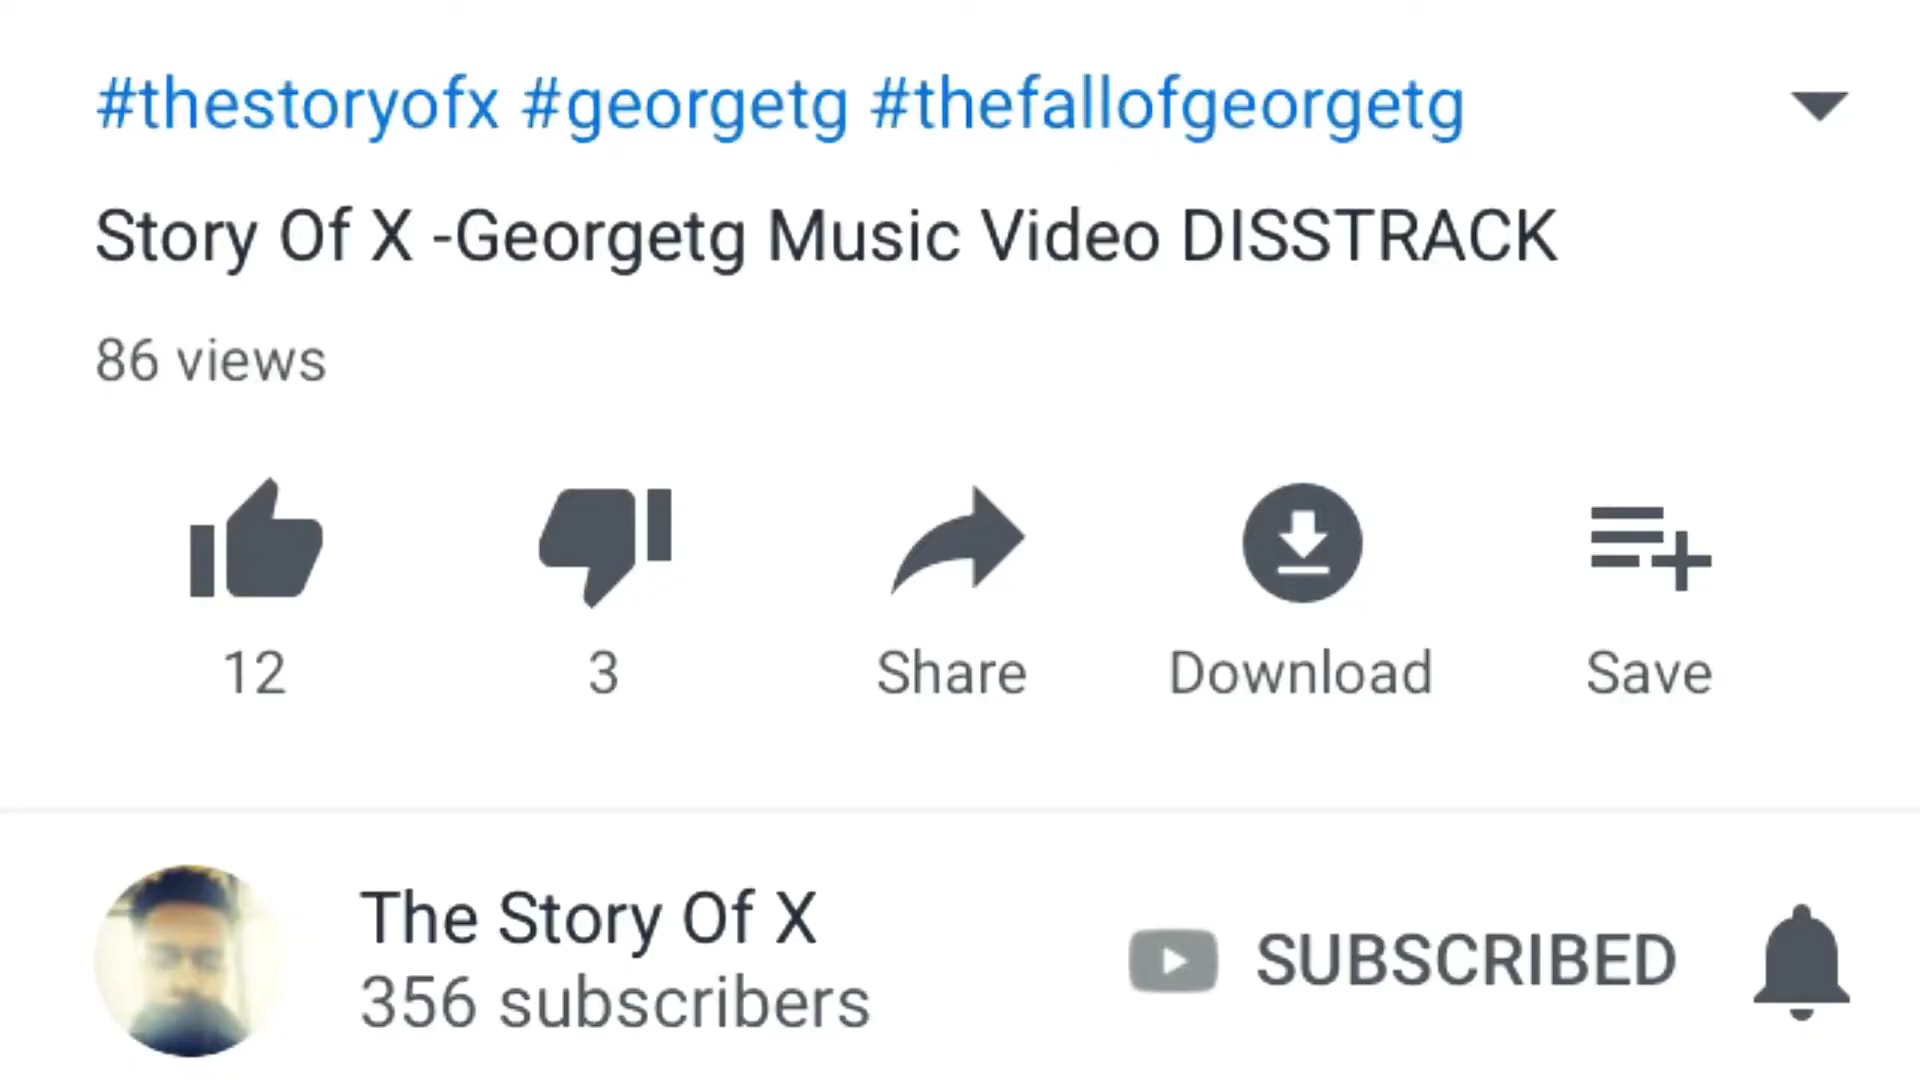 #thestoryofx #georgetg #thefallofgeorgetg
Story Of X -Georgetg Music Video DISSTRACK
86 views
12 3 Share Download Save
The Story Of X
356 subscribers
SUBSCRIBED